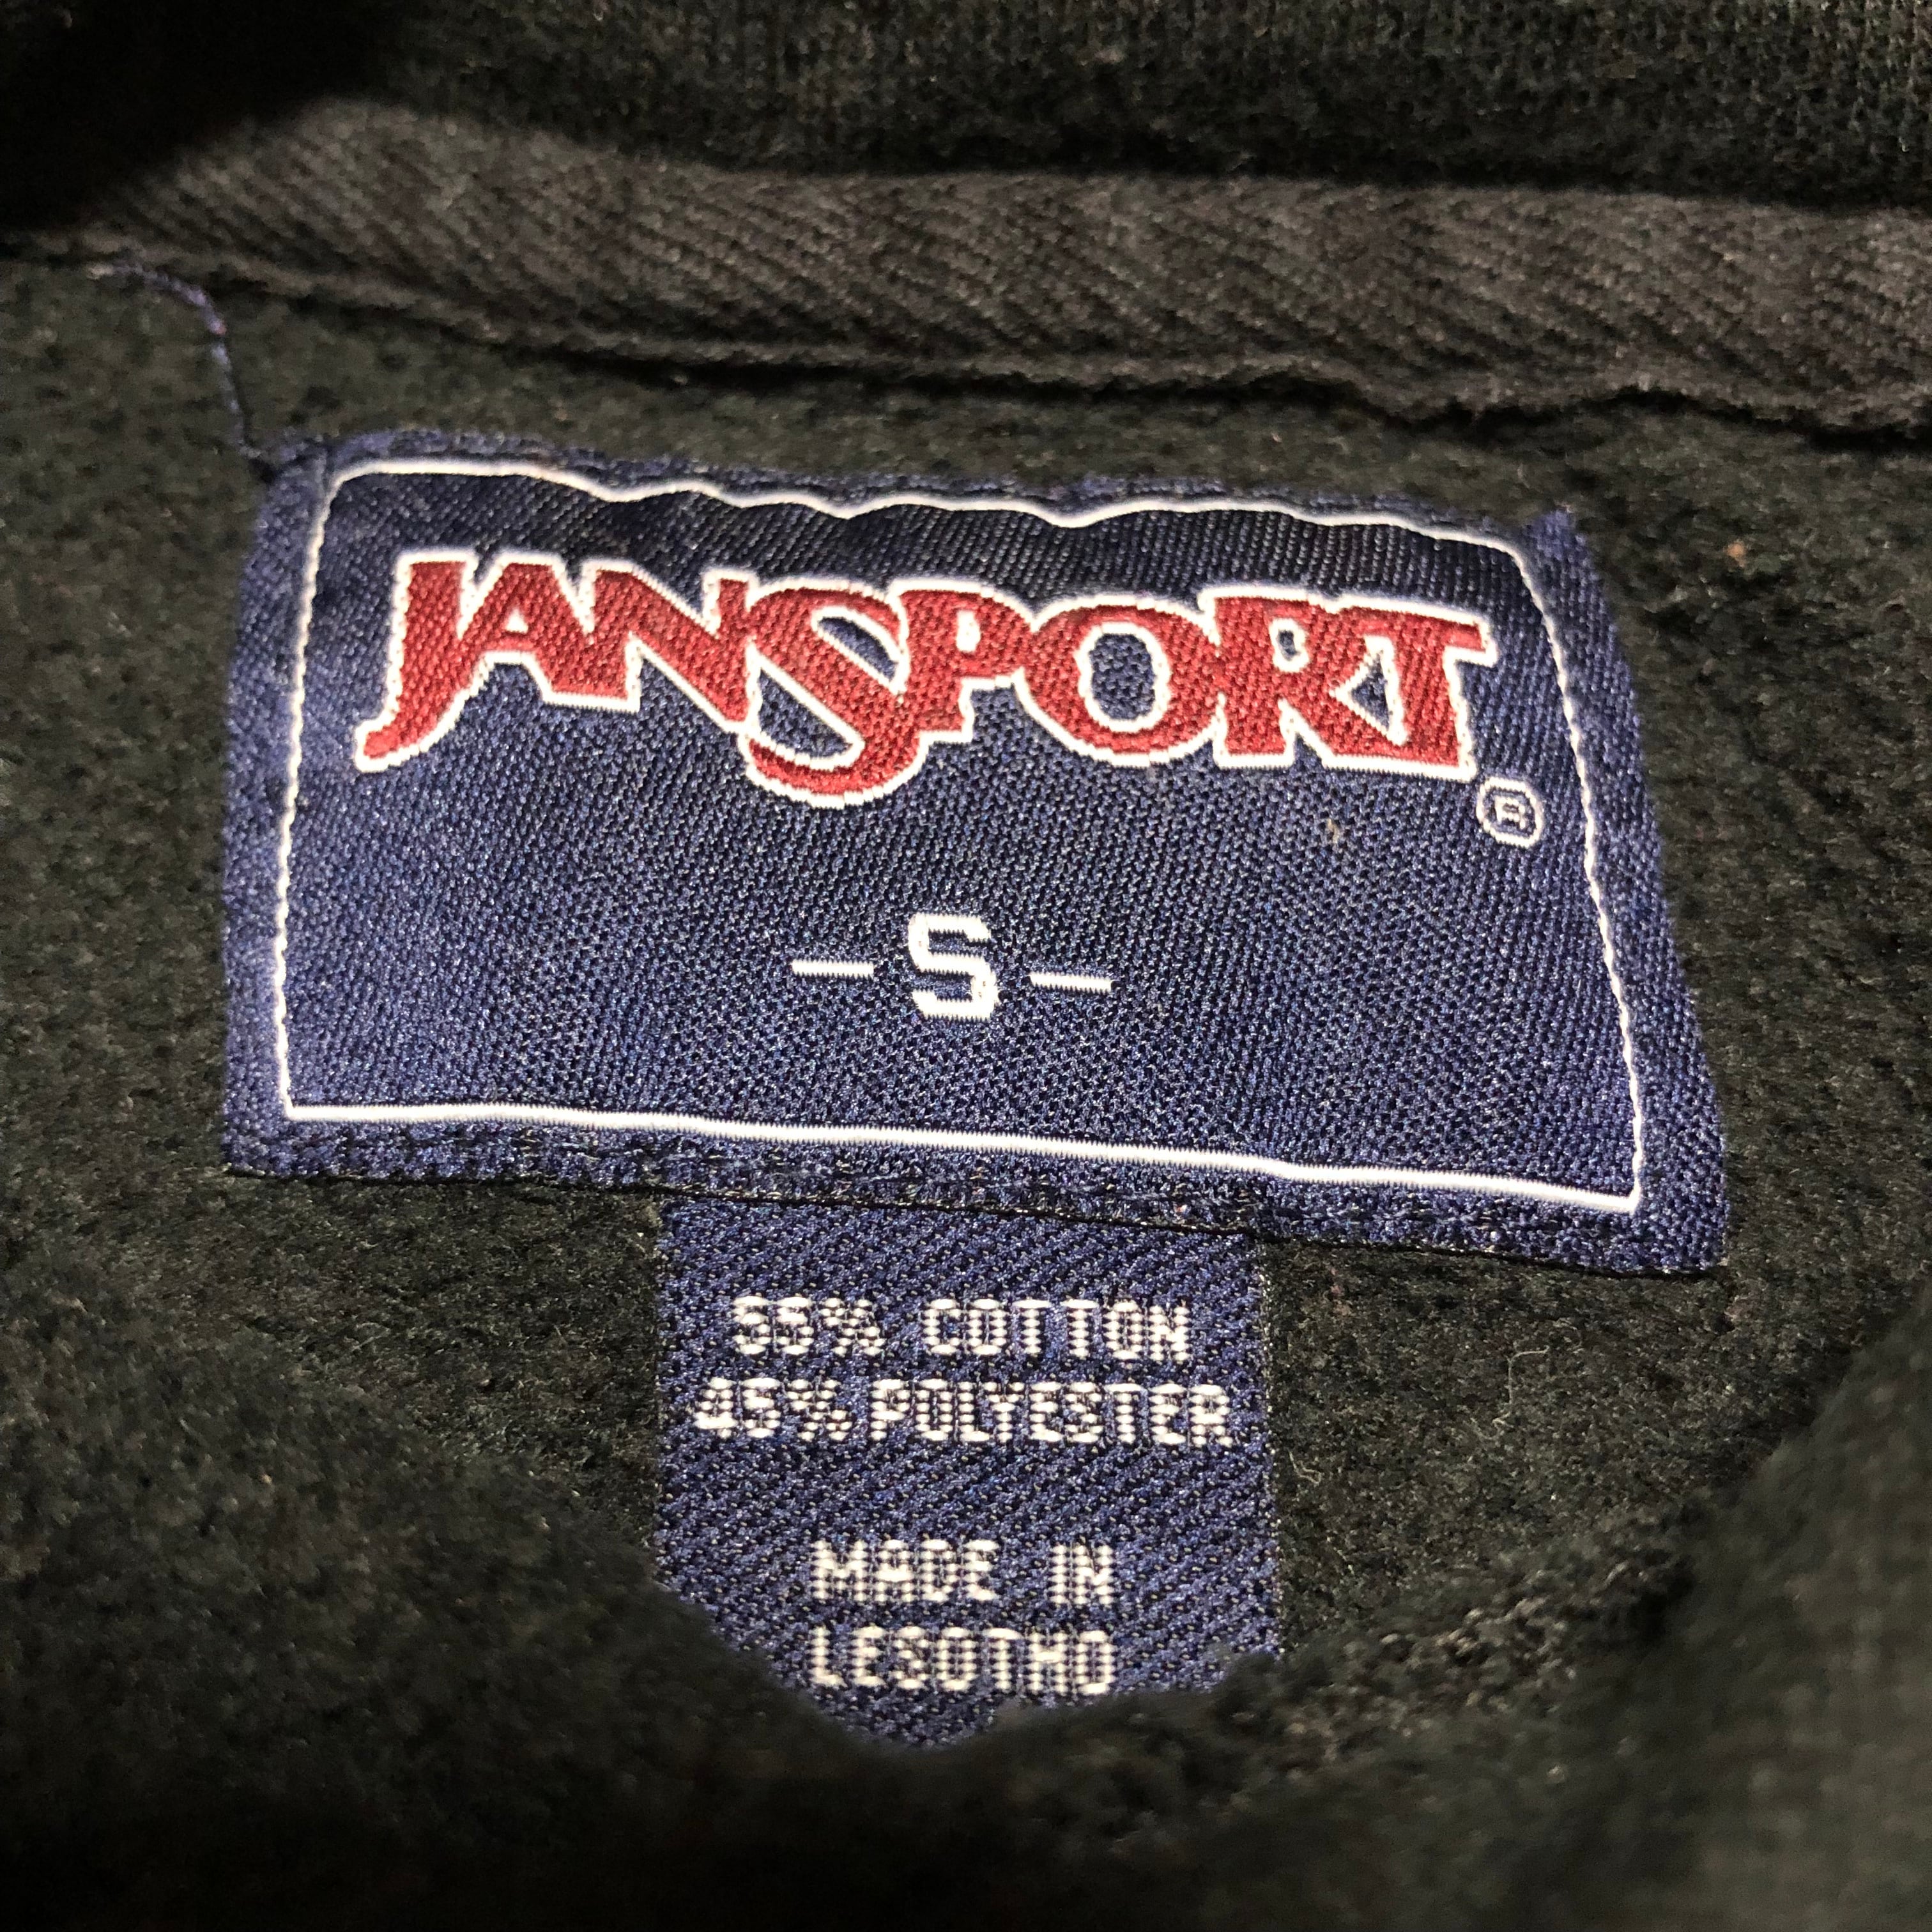 JANSPORT®
-S-
55% COTTON
45% POLYESTER
MADE IN
LESOTHO